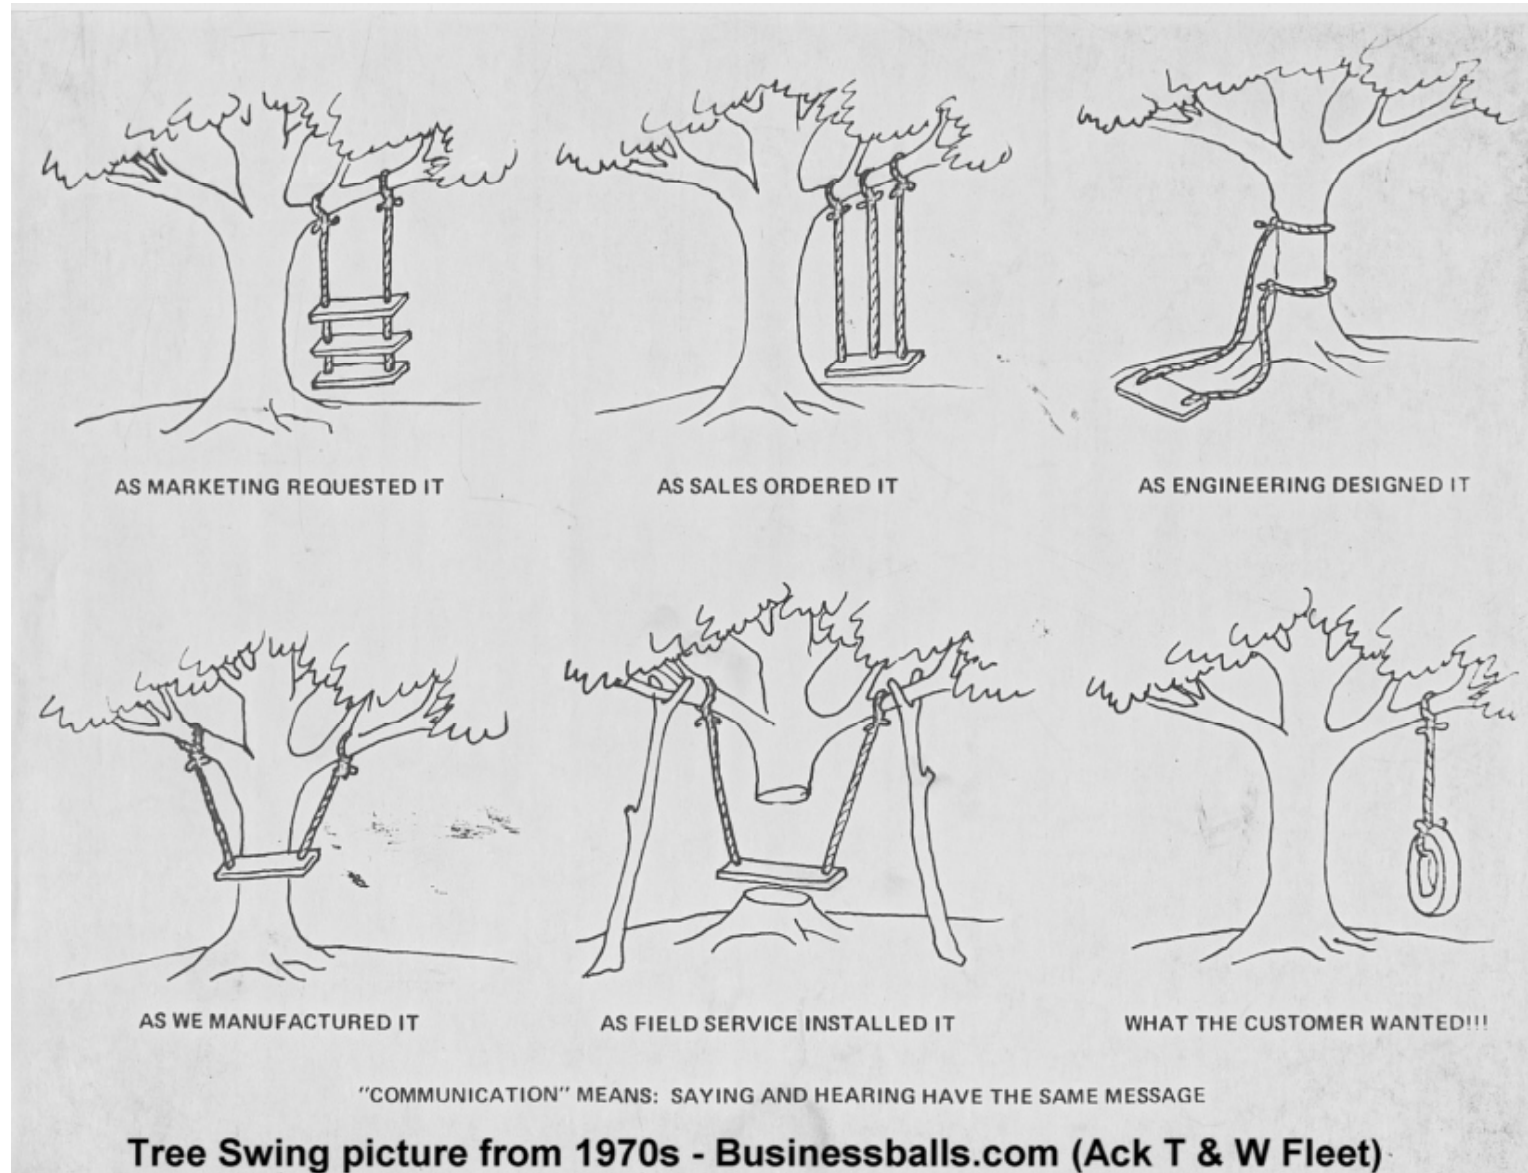 AS MARKETING REQUESTED IT
AS SALES ORDERED IT
AS ENGINEERING DESIGNED IT
AS WE MANUFACTURED IT
AS FIELD SERVICE INSTALLED IT
WHAT THE CUSTOMER WANTED!!!
"COMMUNICATION" MEANS: SAYING AND HEARING HAVE THE SAME MESSAGE
Tree Swing picture from 1970s - Businessballs.com (Ack T & W Fleet)